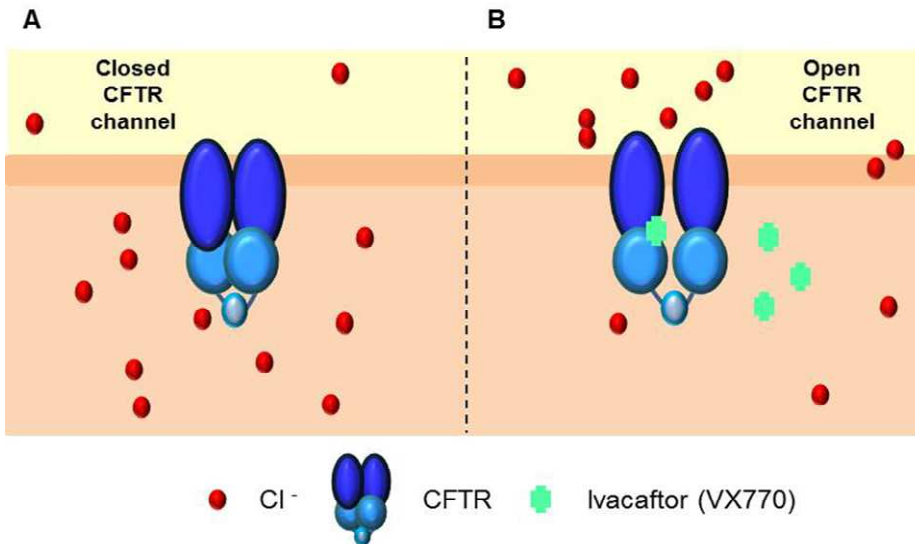 A
B
Closed
CFTR
channel
Open
CFTR
channel
Cl -
CFTR
Ivacaftor (VX770)